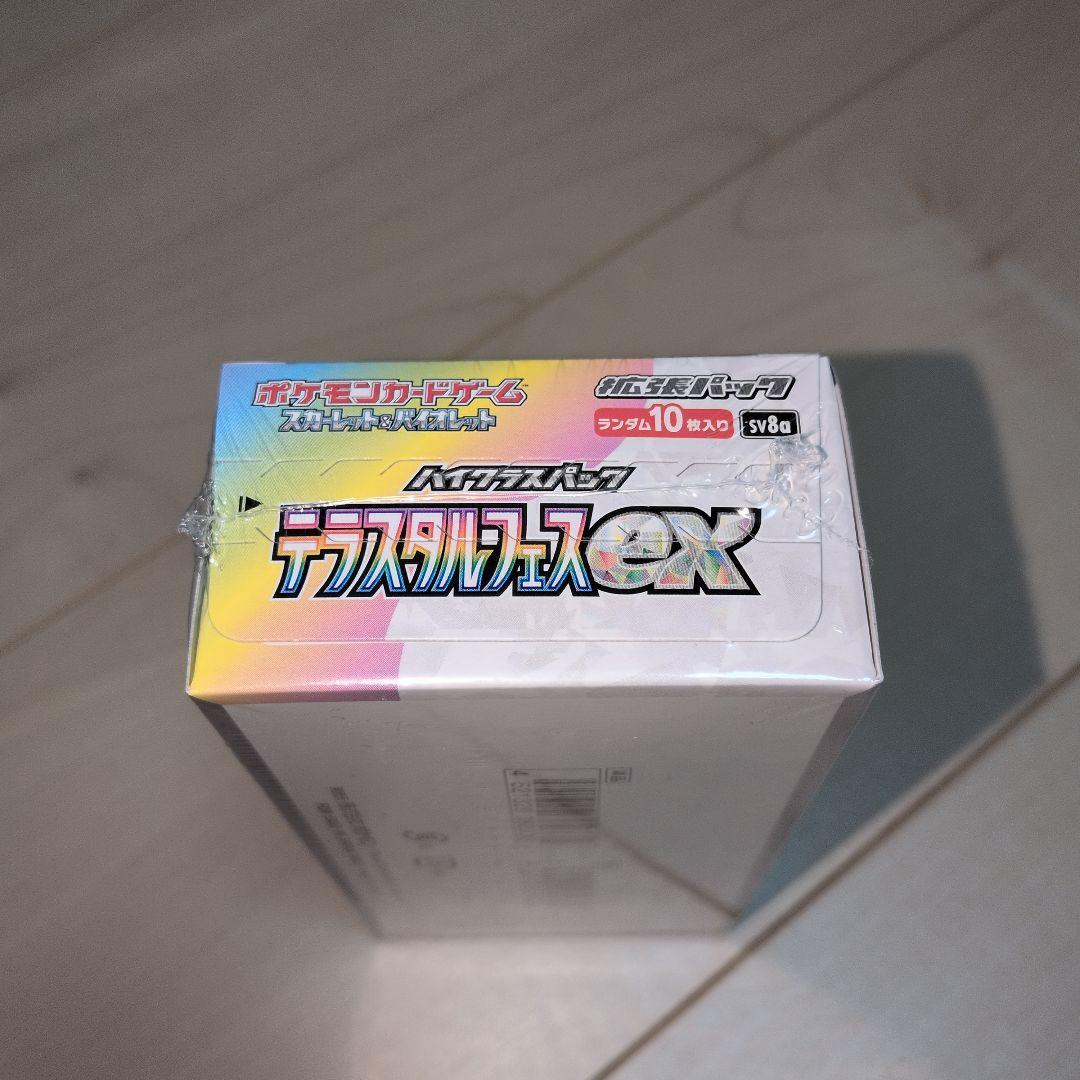 ポケモンカードゲーム
スカーレット&バイオレット
拡張パック
ランダム10枚入り
SV8a
ハイクラスパック
テラスタルフェスex